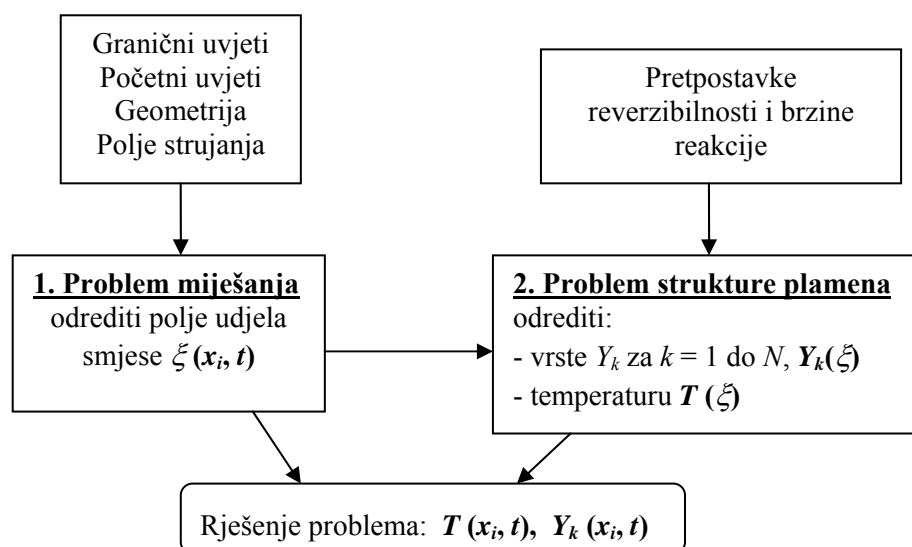 Granični uvjeti
Početni uvjeti
Geometrija
Polje strujanja
Pretpostavke
reverzibilnosti i brzine
reakcije
1. Problem miješanja
odrediti polje udjela
smjese ξ (xᵢ, t)
2. Problem strukture plamena
odrediti:
- vrste Yₖ za k = 1 do N, Yₖ(ξ)
- temperaturu T (ξ)
Rješenje problema: T (xᵢ, t), Yₖ (xᵢ, t)